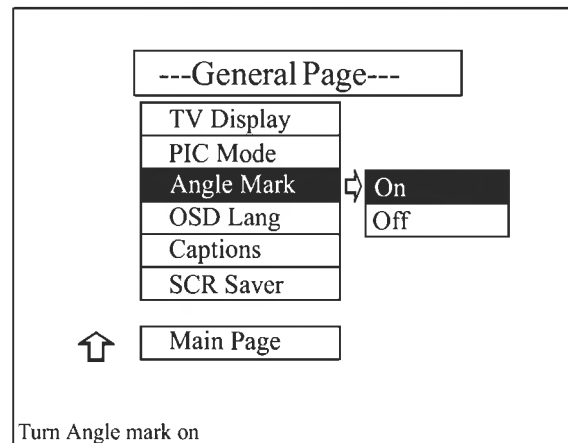 ---General Page---
TV Display
PIC Mode
Angle Mark
On
OSD Lang
Off
Captions
SCR Saver
Main Page
Turn Angle mark on